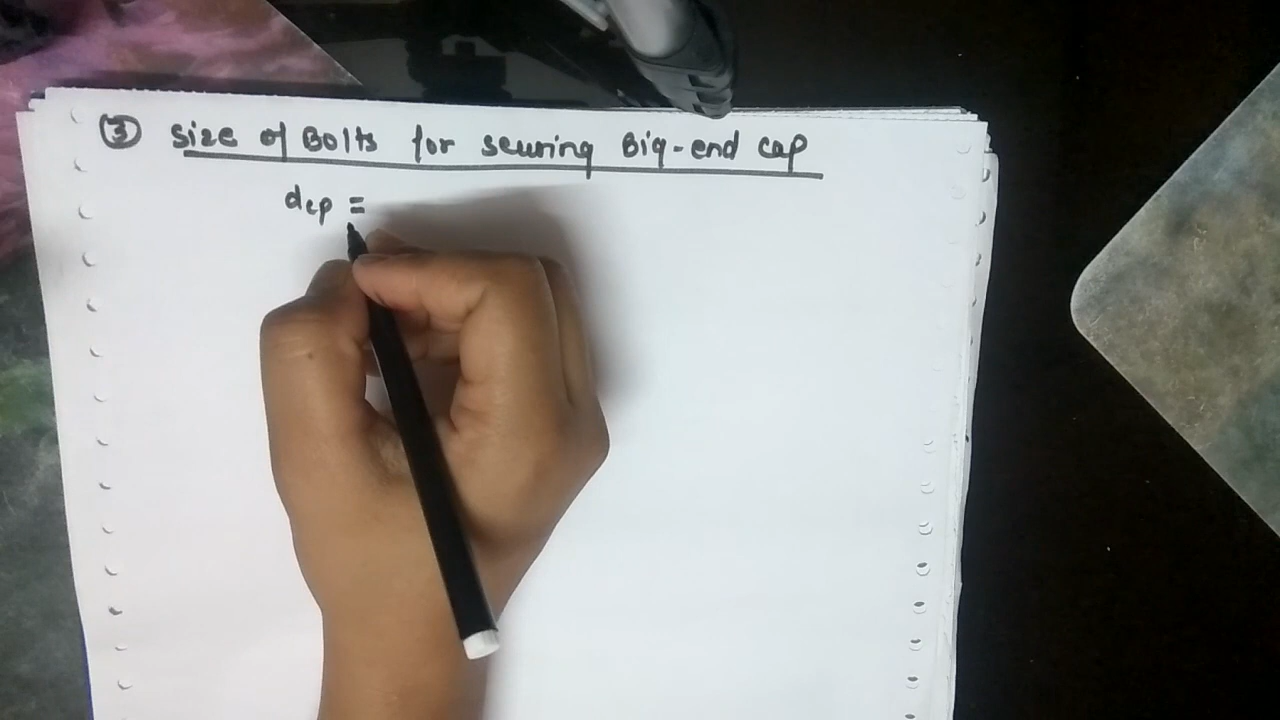 ③ Size of Bolts for securing Big-end cap
dcp =